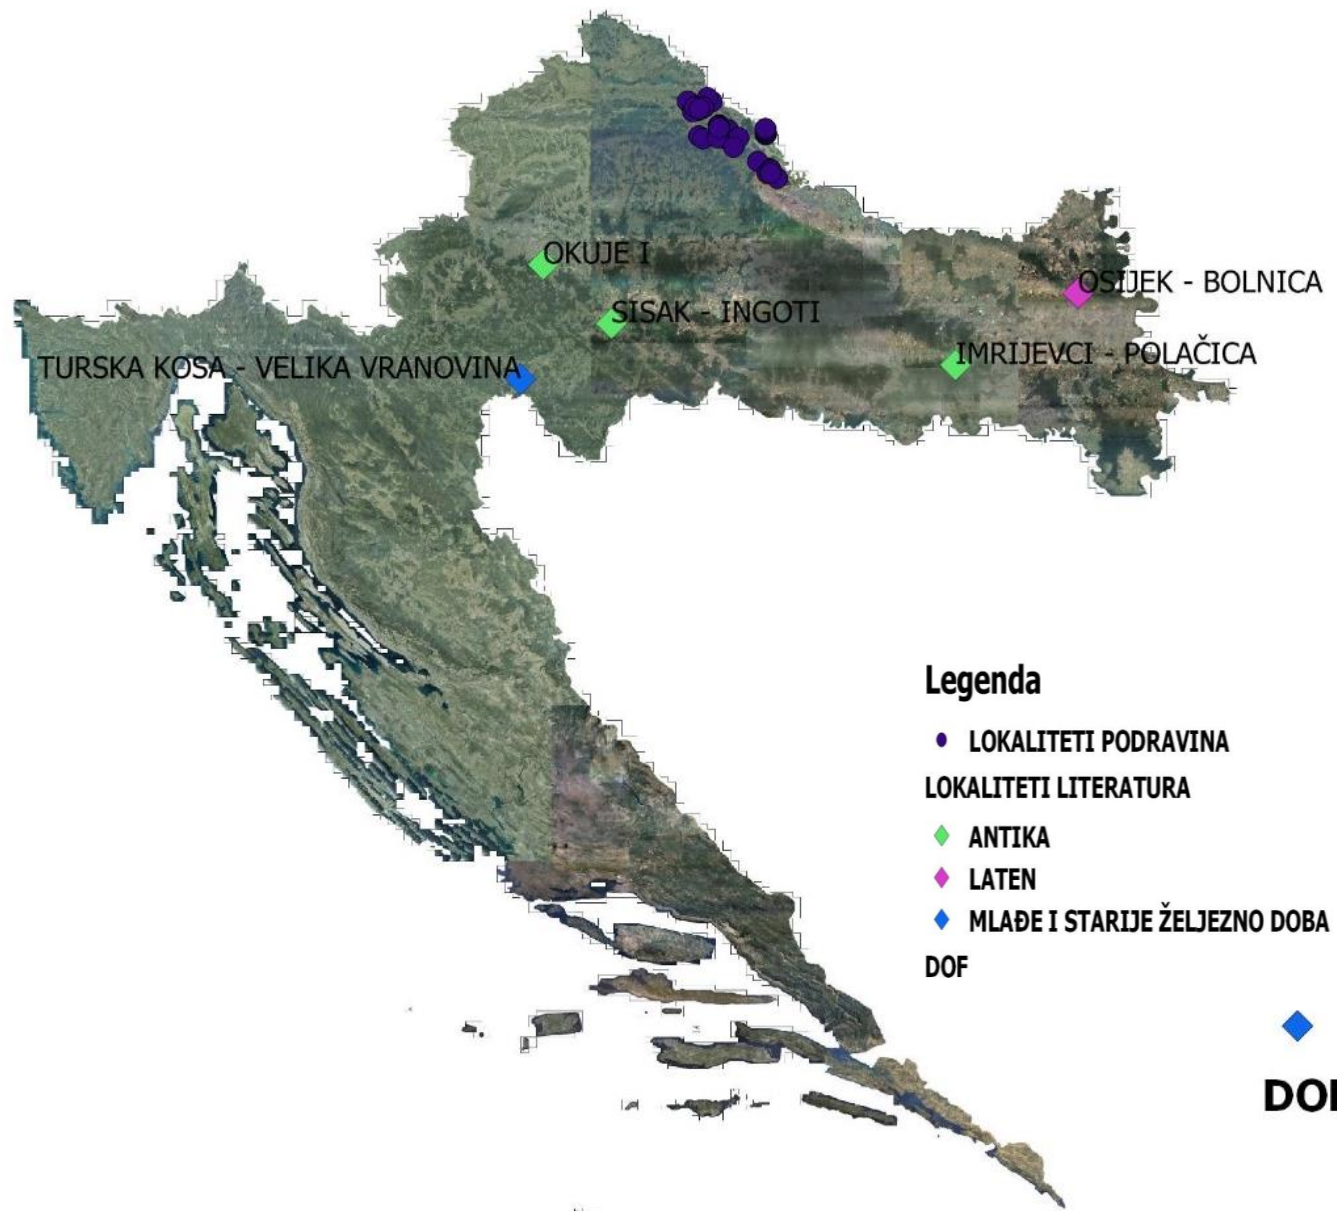 OKUJE I
OSIJEK - BOLNICA
SISAK - INGOTI
IMRIJEVCI - POLAČICA
TURSKA KOSA - VELIKA VRANOVINA
Legenda
LOKALITETI PODRAVINA
LOKALITETI LITERATURA
ANTIKA
LATEN
MLAĐE I STARIJE ŽELJEZNO DOBA
DOF